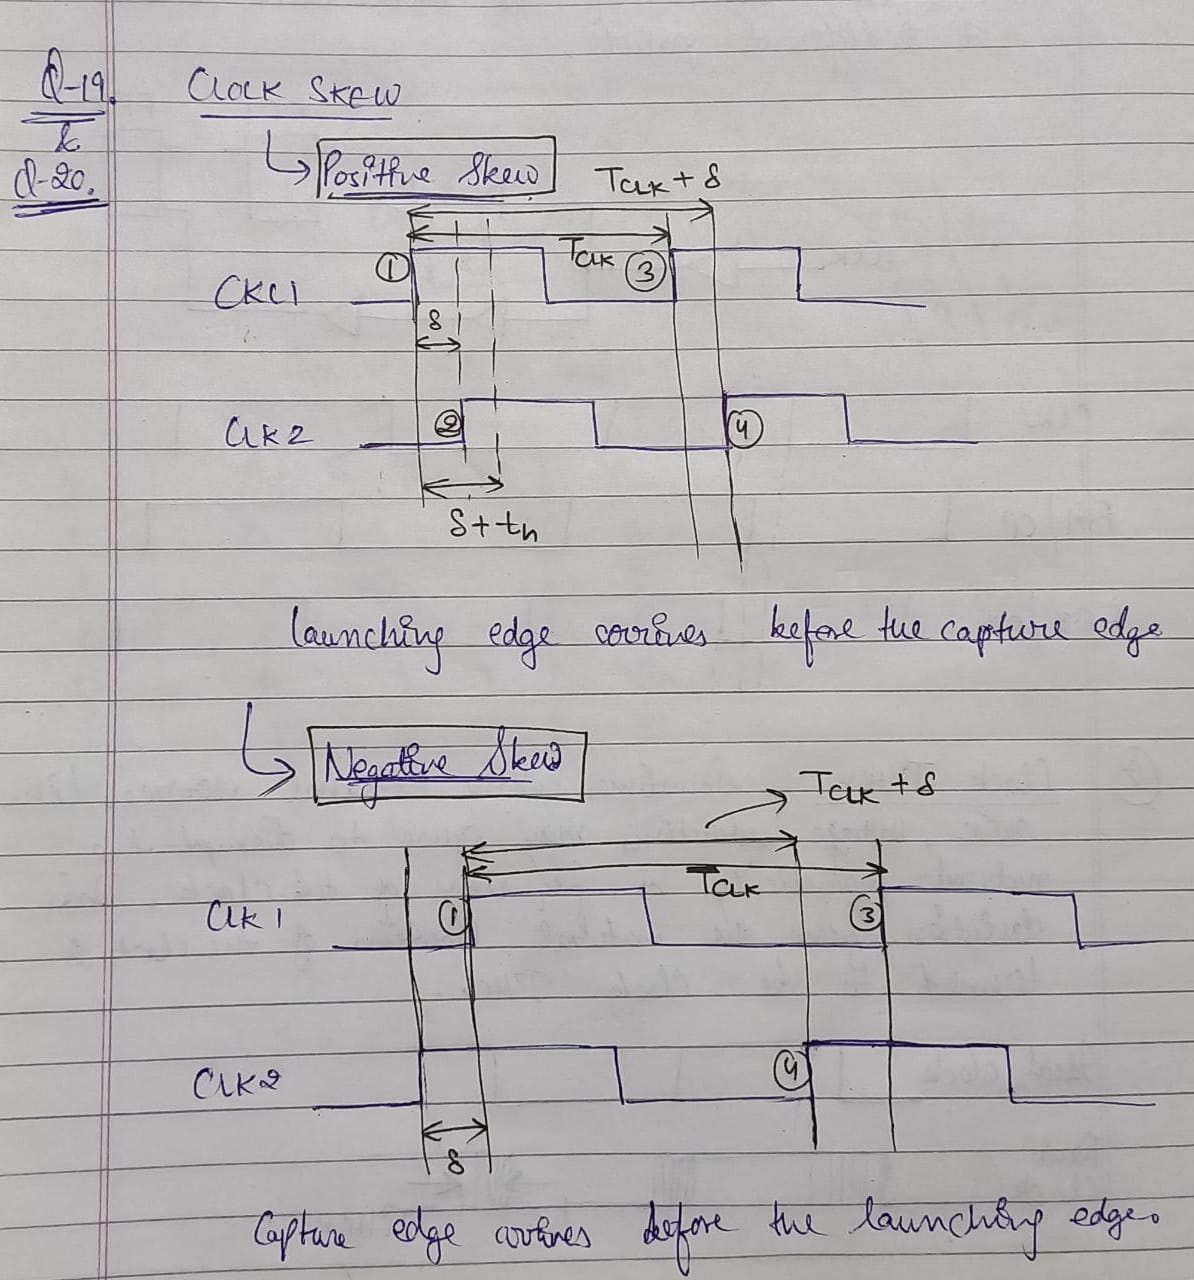 Q-19.
&
Q-20.
Clock Skew
Positive Skew
TCLK + δ
TCLK
① ③
CKL1
δ
CLK2
② ④
δ + th
launching edge arrives before the capture edge
Negative Skew
TCLK + δ
TCLK
CLK1
① ③
CLK2
④
δ
Capture edge arrives before the launching edge.